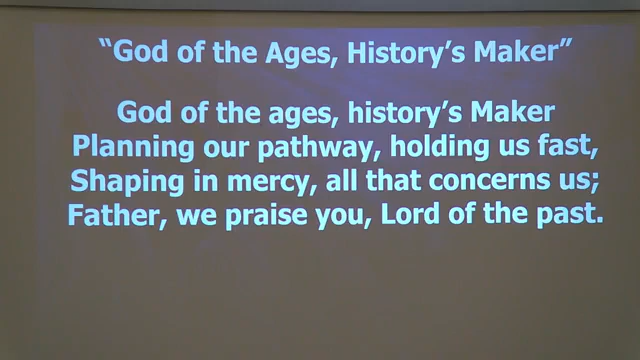 “God of the Ages, History’s Maker”
God of the ages, history’s Maker
Planning our pathway, holding us fast,
Shaping in mercy, all that concerns us;
Father, we praise you, Lord of the past.